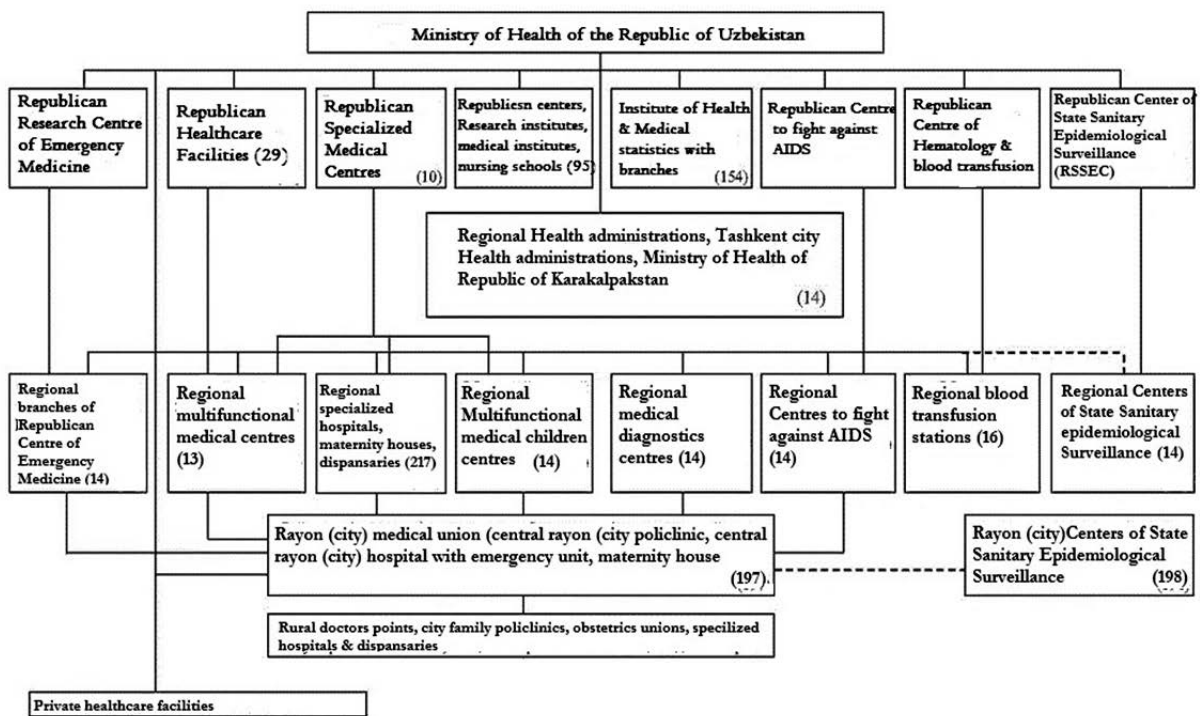 Ministry of Health of the Republic of Uzbekistan
Republican
Research Centre
of Emergency
Medicine
Republican
Healthcare
Facilities (29)
Republican
Specialized
Medical
Centres
(10)
Republicsn centers,
Research institutes,
medical institutes,
nursing schools (95)
Institute of Health
& Medical
statistics with
branches
(154)
Republican Centre
to fight against
AIDS
Republican
Centre of
Hematology &
blood transfusion
Republican Center of
State Sanitary
Epidemiological
Surveillance
(RSSEC)
Regional Health administrations, Tashkent city
Health administrations, Ministry of Health of
Republic of Karakalpakstan
(14)
Regional
branches of
Republican
Centre of
Emergency
Medicine (14)
Regional
multifunctional
medical centres
(13)
Regional
specialized
hospitals,
maternity houses,
dispansaries (217)
Regional
Multifunctional
medical children
centres (14)
Regional
medical
diagnostics
centres (14)
Regional
Centres to fight
against AIDS
(14)
Regional blood
transfusion
stations (16)
Regional Centers
of State Sanitary
epidemiological
Surveillance (14)
Rayon (city) medical union (central rayon (city policlinic, central
rayon (city) hospital with emergency unit, maternity house
(197).
Rayon (city)Centers of State
Sanitary Epidemiological
Surveillance (198)
Rural doctors points, city family policlinics, obstetrics unions, specilized
hospitals & dispansaries
Private healthcare facilities